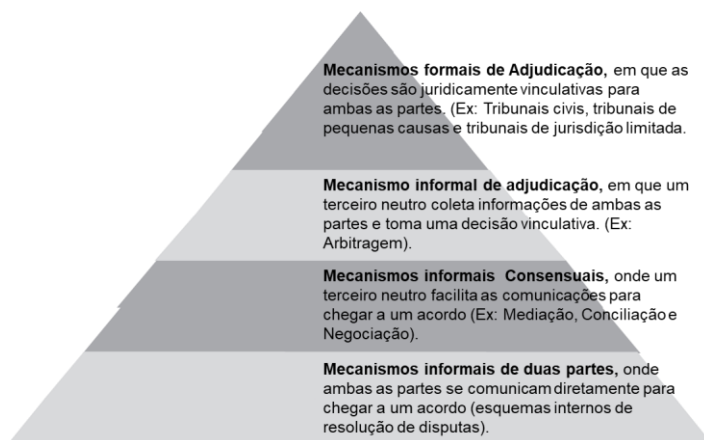 Mecanismos formais de Adjudicação, em que as
decisões são juridicamente vinculativas para
ambas as partes. (Ex: Tribunais civis, tribunais de
pequenas causas e tribunais de jurisdição limitada.
Mecanismo informal de adjudicação, em que um
terceiro neutro coleta informações de ambas as
partes e toma uma decisão vinculativa. (Ex:
Arbitragem).
Mecanismos informais Consensuais, onde um
terceiro neutro facilita as comunicações para
chegar a um acordo (Ex: Mediação, Conciliação e
Negociação).
Mecanismos informais de duas partes, onde
ambas as partes se comunicam diretamente para
chegar a um acordo (esquemas internos de
resolução de disputas).